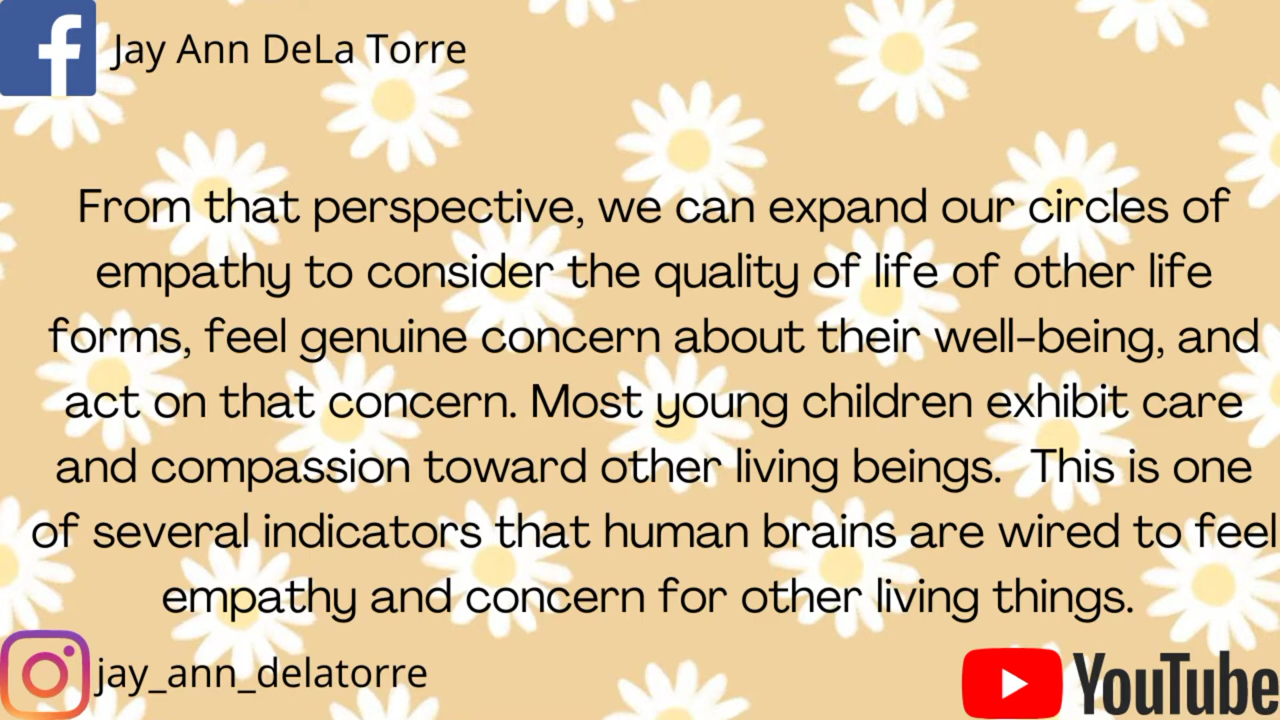 Jay Ann DeLa Torre
From that perspective, we can expand our circles of
empathy to consider the quality of life of other life
forms, feel genuine concern about their well-being, and
act on that concern. Most young children exhibit care
and compassion toward other living beings.  This is one
of several indicators that human brains are wired to feel
empathy and concern for other living things.
jay_ann_delatorre
YouTube